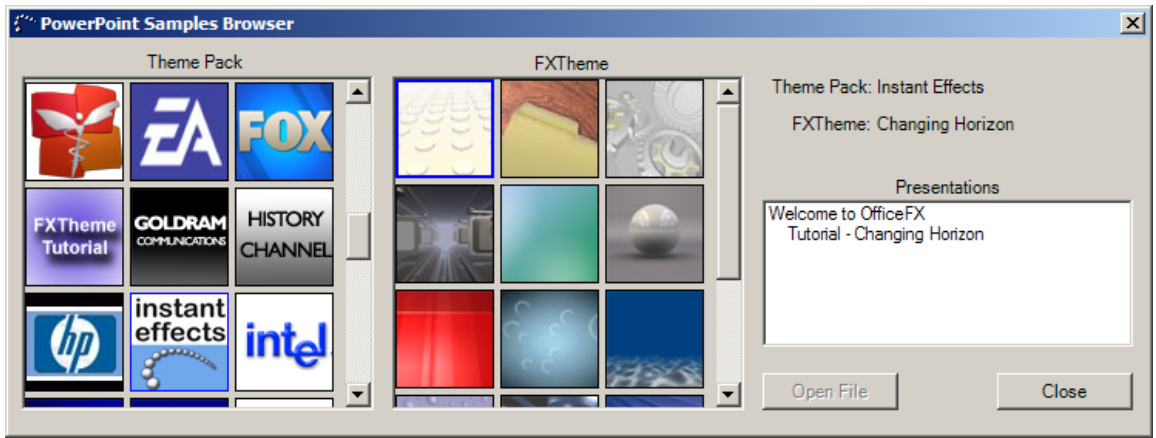 PowerPoint Samples Browser
Theme Pack
FXTheme
EA
FOX
FXTheme
Tutorial
GOLDRAM
COMMUNICATIONS
HISTORY
CHANNEL
hp
instant
effects
intel
Theme Pack: Instant Effects
FXTheme: Changing Horizon
Presentations
Welcome to OfficeFX
Tutorial - Changing Horizon
Open File
Close